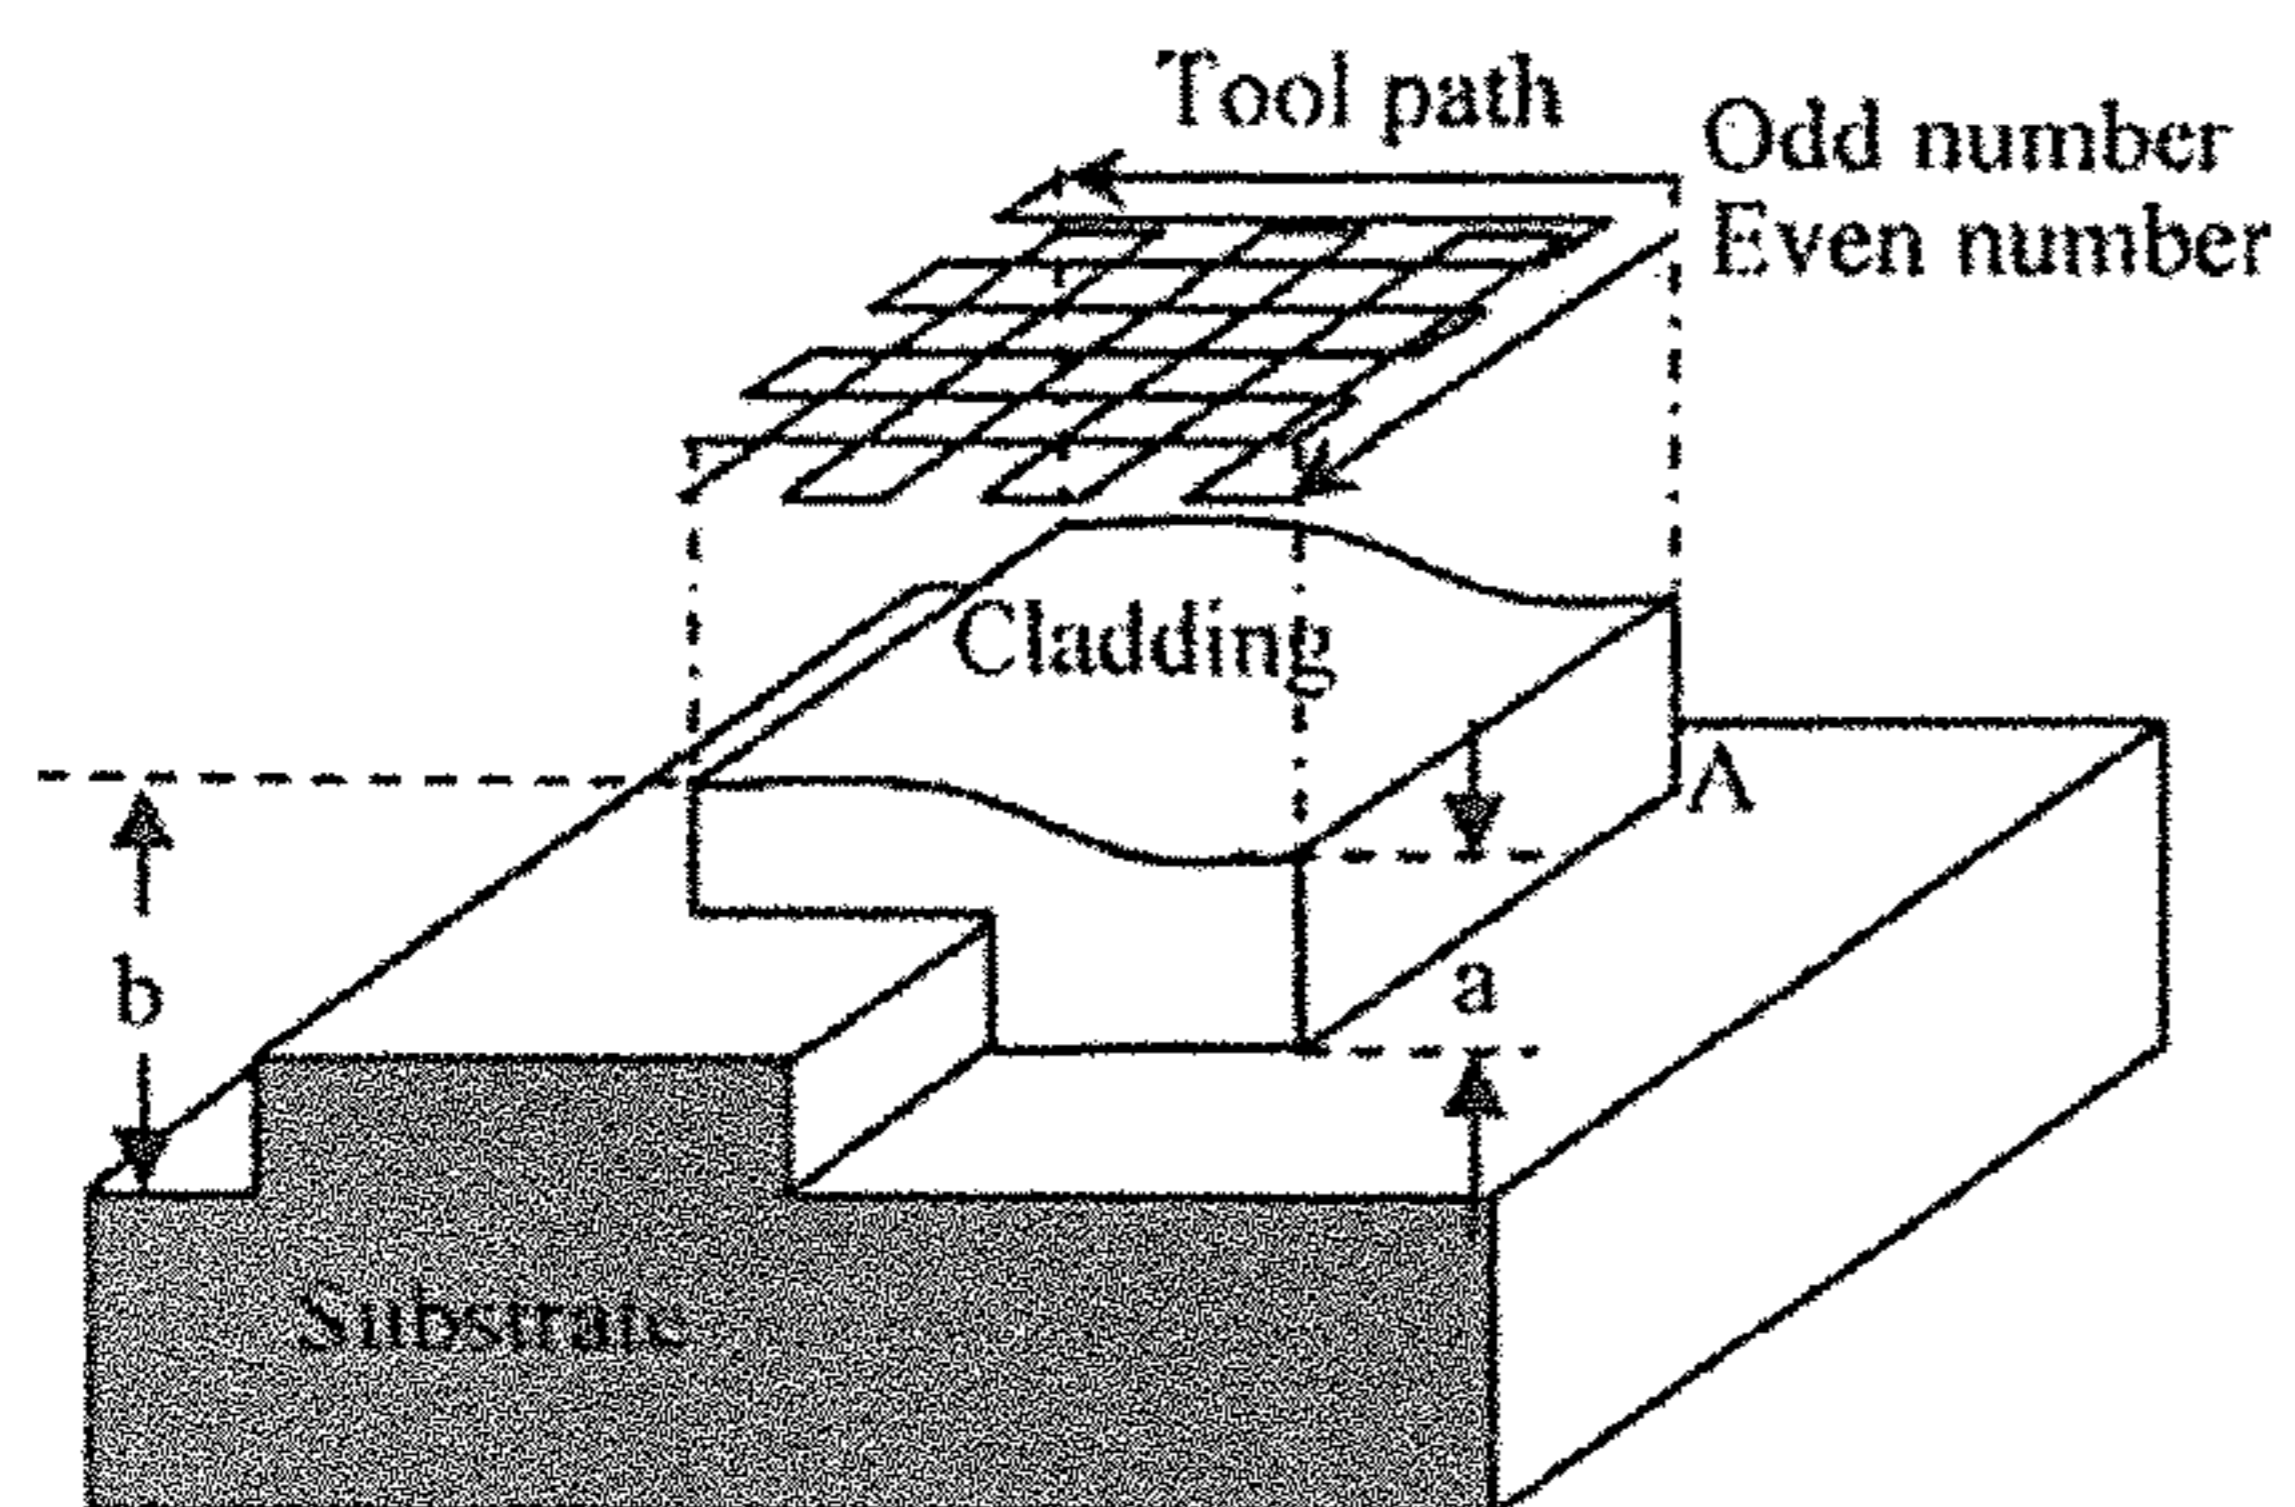 Tool path
Odd number
Even number
Cladding
A
b
a
Substrate